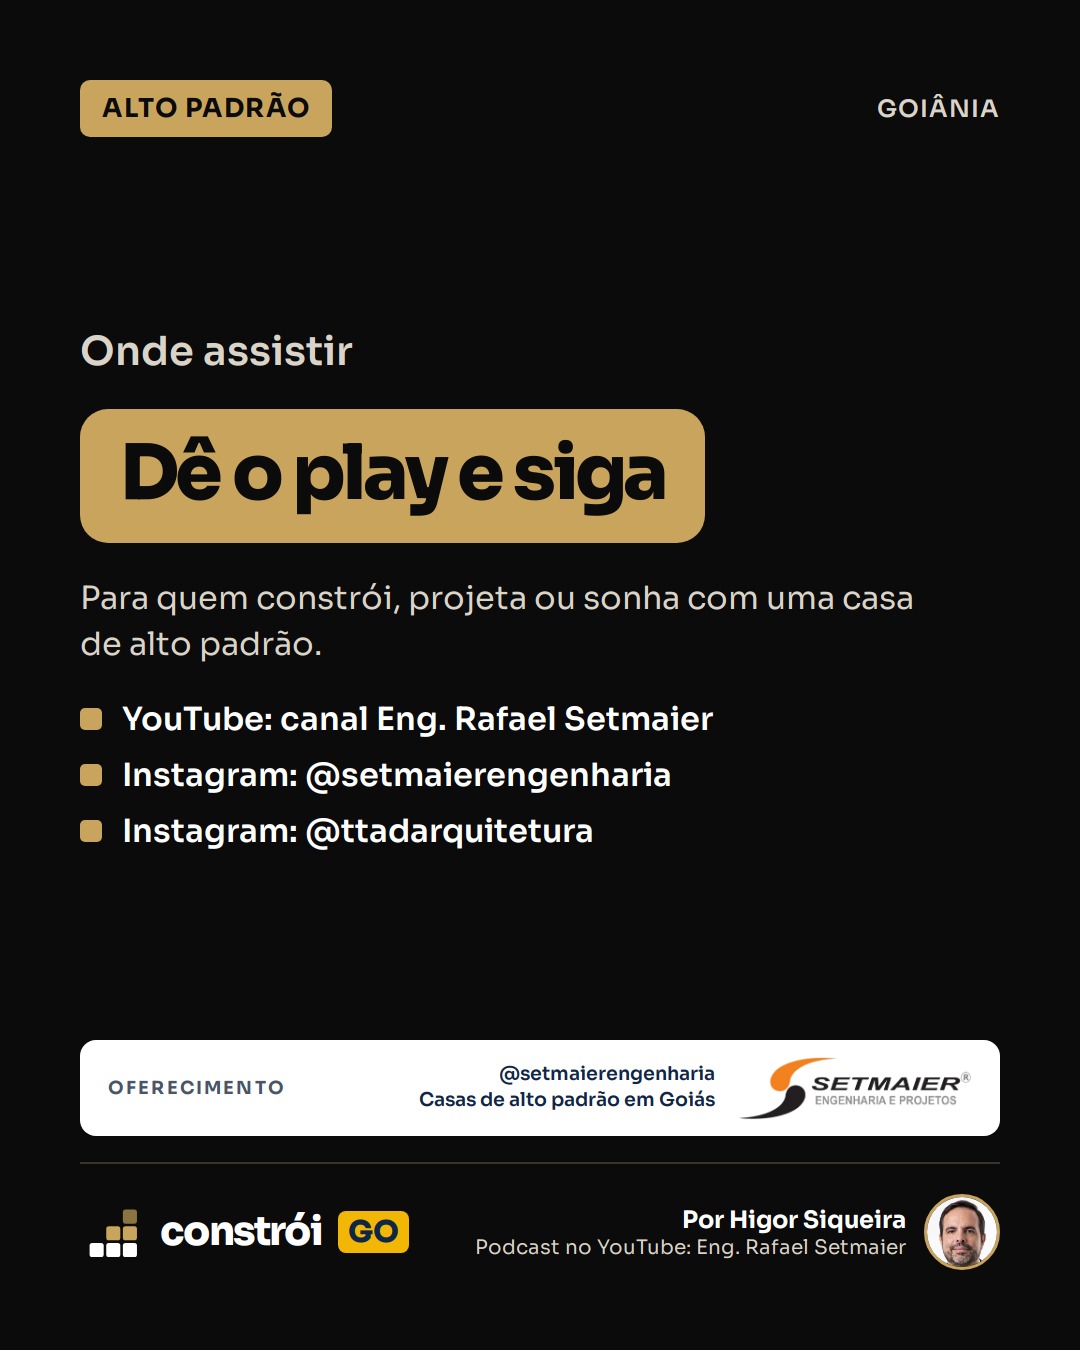 ALTO PADRÃO
GOIÂNIA
Onde assistir
Dê o play e siga
Para quem constrói, projeta ou sonha com uma casa
de alto padrão.
YouTube: canal Eng. Rafael Setmaier
Instagram: @setmaierengenharia
Instagram: @ttadarquitetura
OFERECIMENTO
@setmaierengenharia
Casas de alto padrão em Goiás
SETMAIER®
ENGENHARIA E PROJETOS
constrói GO
Por Higor Siqueira
Podcast no YouTube: Eng. Rafael Setmaier